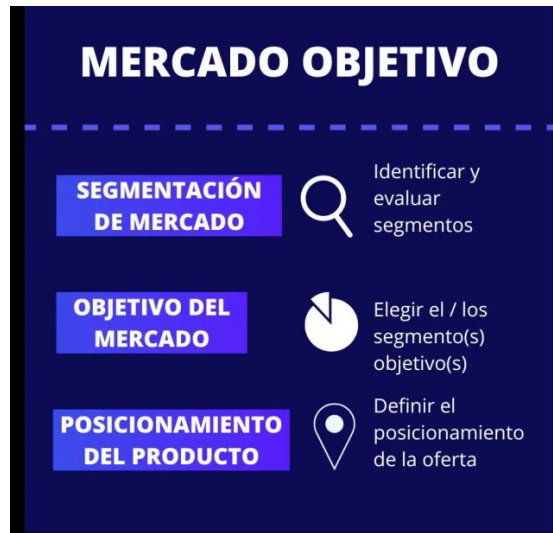 MERCADO OBJETIVO
SEGMENTACIÓN
DE MERCADO
Identificar y
evaluar
segmentos
OBJETIVO DEL
MERCADO
Elegir el / los
segmento(s)
objetivo(s)
POSICIONAMIENTO
DEL PRODUCTO
Definir el
posicionamiento
de la oferta